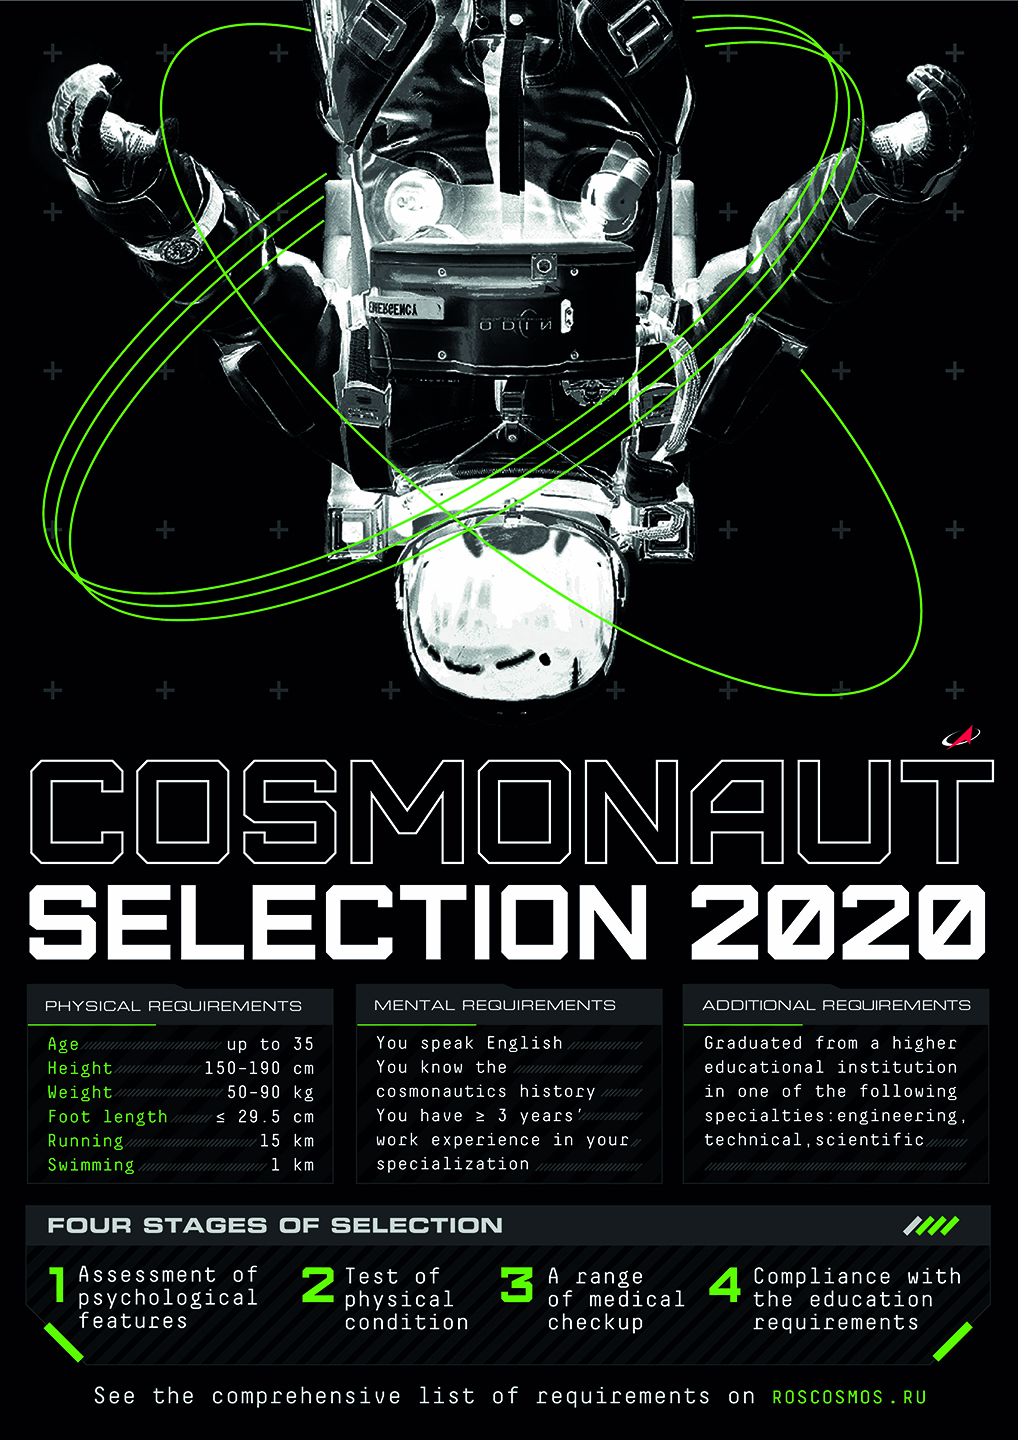 EMERGENCY
ODIN
COSMONAUT
SELECTION 2020
PHYSICAL REQUIREMENTS
Age up to 35
Height 150-190 cm
Weight 50-90 kg
Foot length ≤ 29.5 cm
Running 15 km
Swimming 1 km
MENTAL REQUIREMENTS
You speak English
You know the
cosmonautics history
You have ≥ 3 years’
work experience in your
specialization
ADDITIONAL REQUIREMENTS
Graduated from a higher
educational institution
in one of the following
specialties:engineering,
technical,scientific
FOUR STAGES OF SELECTION
1 Assessment of
psychological
features
2 Test of
physical
condition
3 A range
of medical
checkup
4 Compliance with
the education
requirements
See the comprehensive list of requirements on ROSCOSMOS.RU